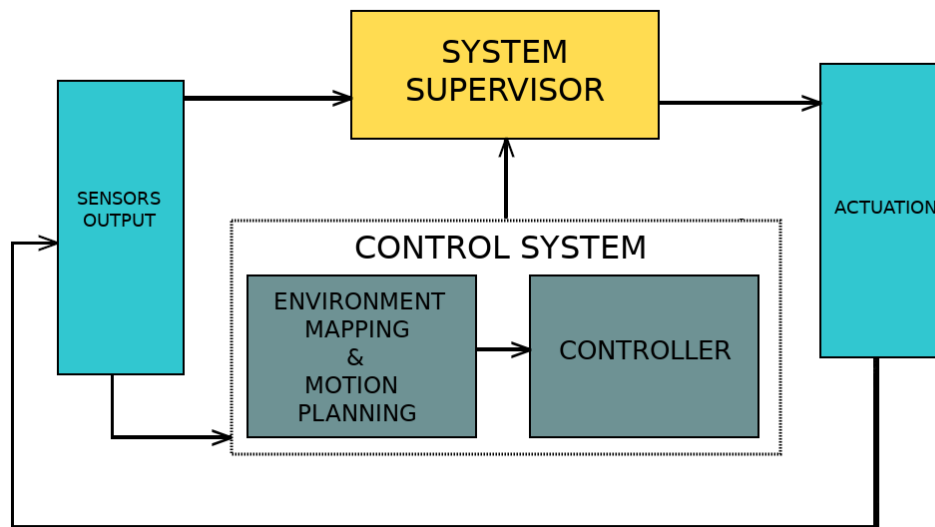 SYSTEM
SUPERVISOR
SENSORS
OUTPUT
ACTUATION
CONTROL SYSTEM
ENVIRONMENT
MAPPING
&
MOTION
PLANNING
CONTROLLER